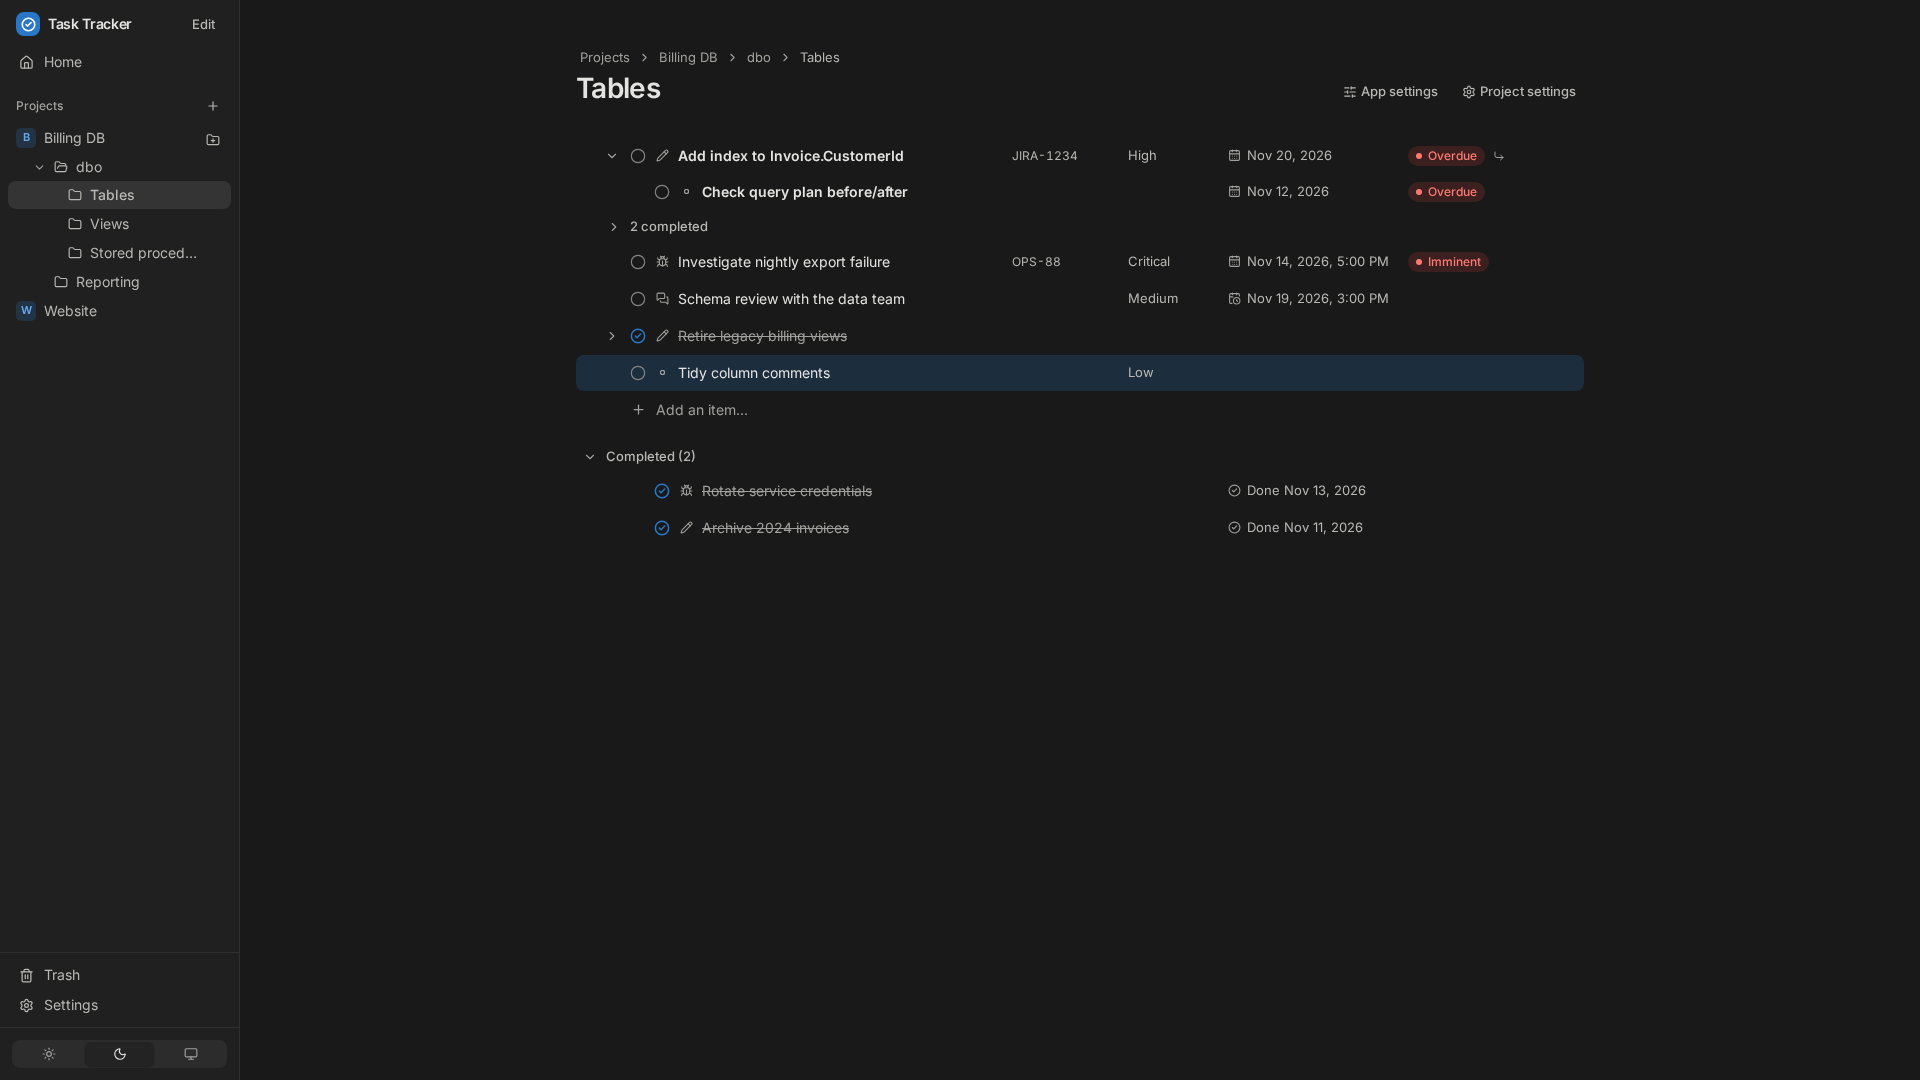 Task Tracker
Edit
Home
Projects
B Billing DB
dbo
Tables
Views
Stored proced...
Reporting
W Website
Trash
Settings
Projects > Billing DB > dbo > Tables
Tables
App settings
Project settings
Add index to Invoice.CustomerId JIRA-1234 High Nov 20, 2026 Overdue
Check query plan before/after Nov 12, 2026 Overdue
2 completed
Investigate nightly export failure OPS-88 Critical Nov 14, 2026, 5:00 PM Imminent
Schema review with the data team Medium Nov 19, 2026, 3:00 PM
Retire legacy billing views
Tidy column comments Low
Add an item...
Completed (2)
Rotate service credentials Done Nov 13, 2026
Archive 2024 invoices Done Nov 11, 2026